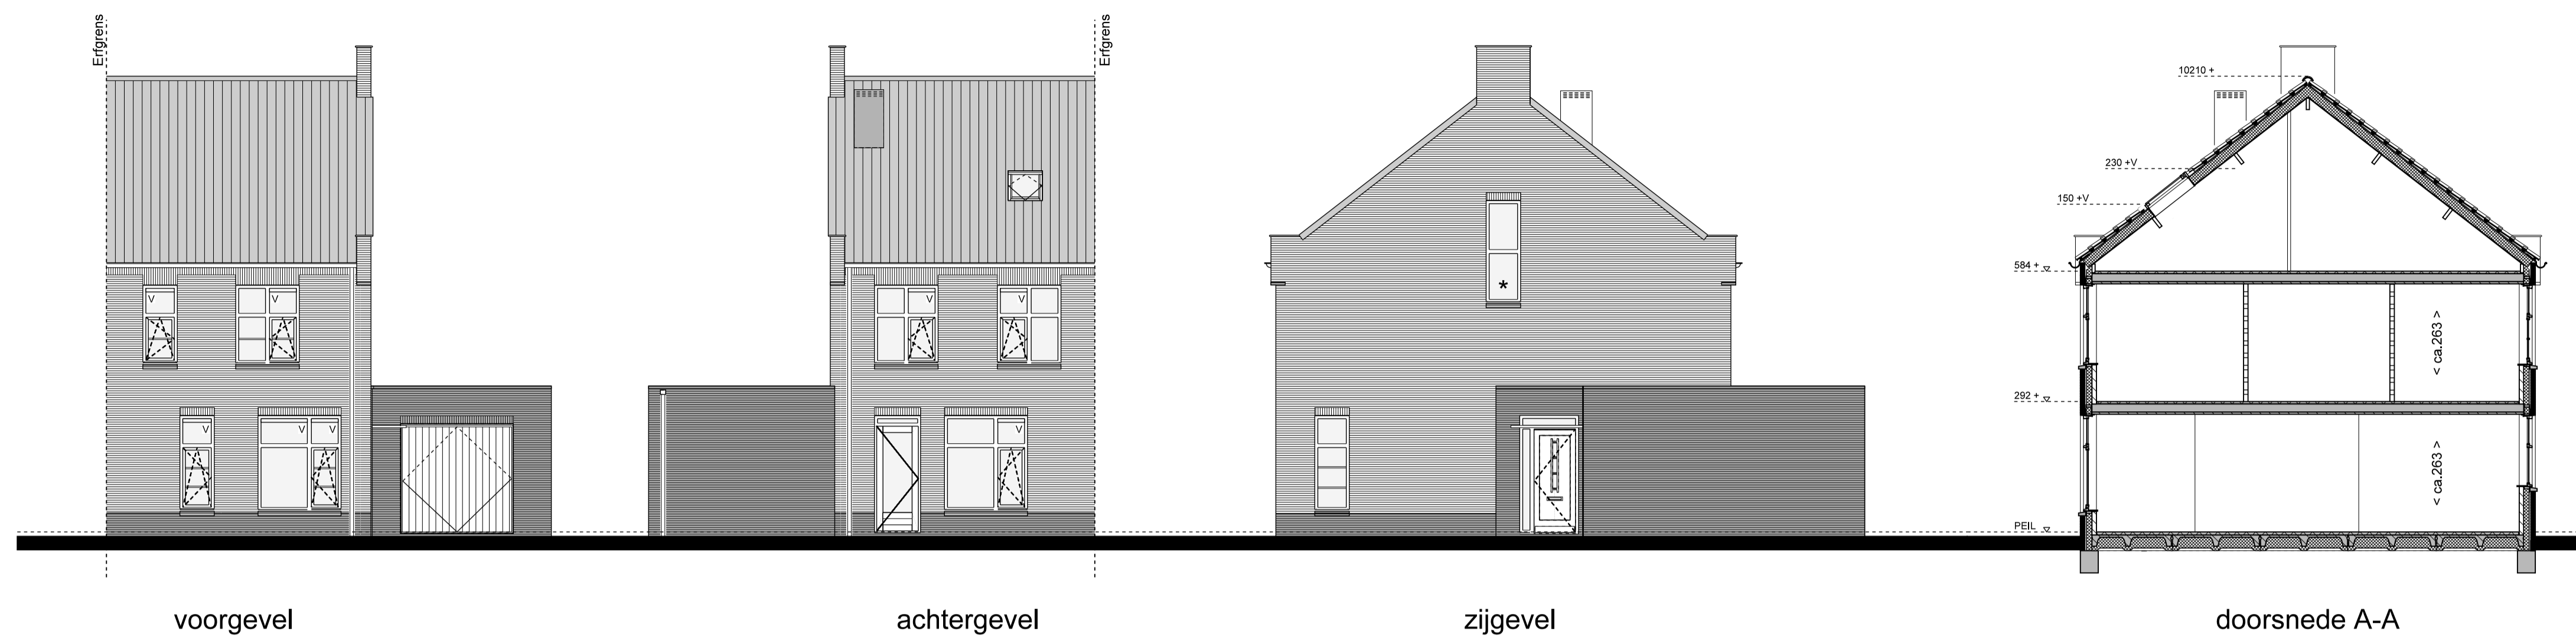 Erfgrens
V
V
V
V V
voorgevel
Erfgrens
V
V
V
achtergevel
*
zijgevel
10210 +
230 +V
150 +V
584 +
< ca.263 >
292 +
< ca.263 >
PEIL
doorsnede A-A